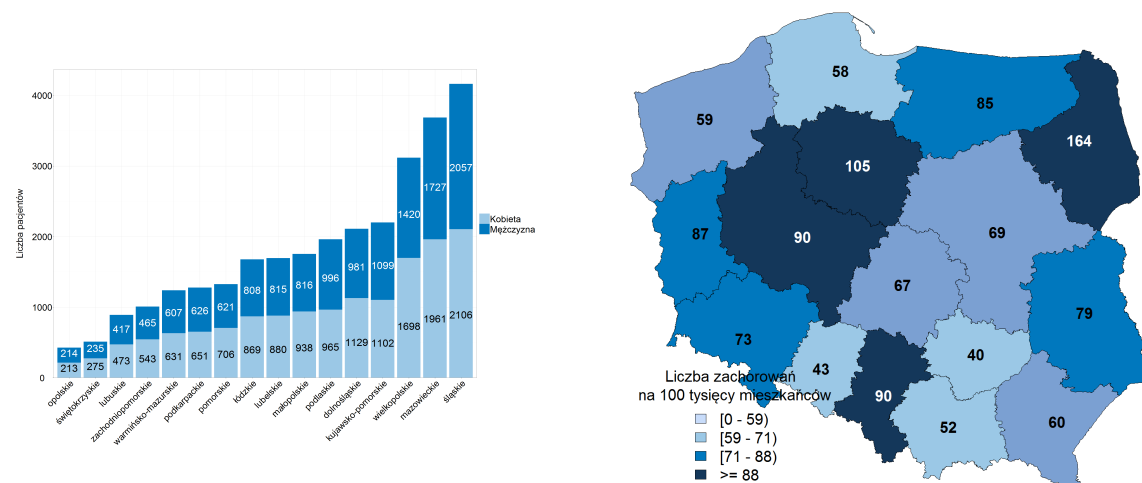 4000
3000
2000
1000
0
Liczba pacjentów
214
213
235
275
417
473
465
543
607
631
626
651
621
706
808
869
815
880
816
938
996
965
981
1129
1099
1102
1420
1698
1727
1961
2057
2106
opolskie
świętokrzyskie
lubuskie
zachodniopomorskie
warmińsko-mazurskie
podkarpackie
pomorskie
łódzkie
lubelskie
małopolskie
podlaskie
dolnośląskie
kujawsko-pomorskie
wielkopolskie
mazowieckie
śląskie
Kobieta
Mężczyzna
58
85
59
164
105
87
90
69
67
79
73
40
43
90
52
60
Liczba zachorowań
na 100 tysięcy mieszkańców
[0 - 59)
[59 - 71)
[71 - 88)
>= 88